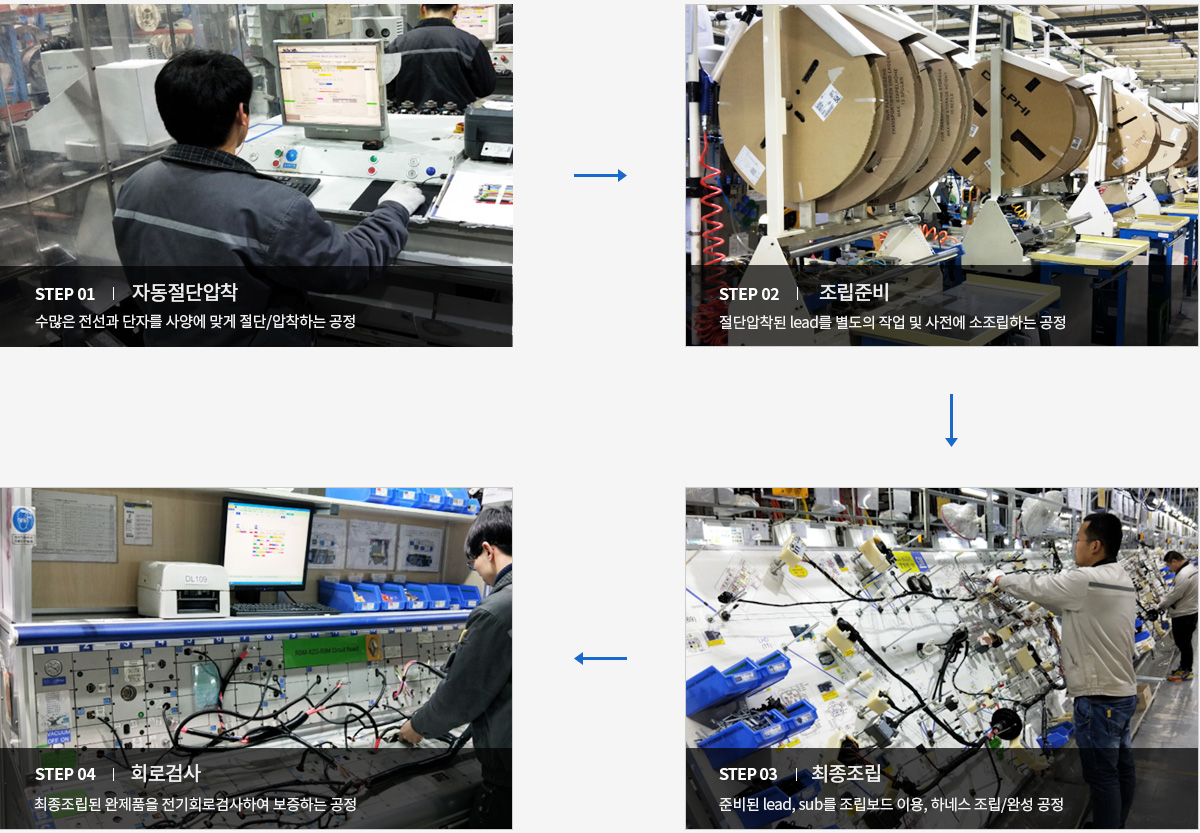 STEP 01 | 자동절단압착
수많은 전선과 단자를 사양에 맞게 절단/압착하는 공정
DELPHI
STEP 02 | 조립준비
절단압착된 lead를 별도의 작업 및 사전에 소조립하는 공정
STEP 03 | 최종조립
준비된 lead, sub를 조립보드 이용, 하네스 조립/완성 공정
DL109
VACUUM
OFF ON
STEP 04 | 회로검사
최종조립된 완제품을 전기회로검사하여 보증하는 공정